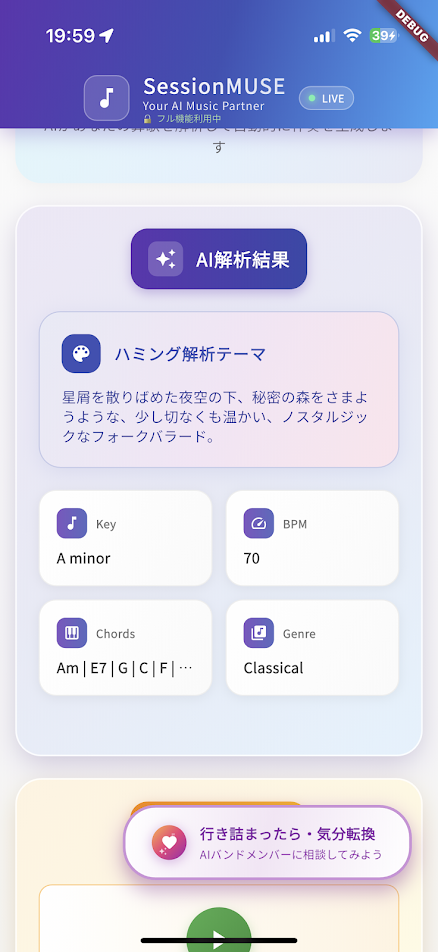 19:59
39
DEBUG
SessionMUSE
Your AI Music Partner
🔒 フル機能利用中
LIVE
す
AI解析結果
ハミング解析テーマ
星屑を散りばめた夜空の下、秘密の森をさまよ
うような、少し切なくも温かい、ノスタルジッ
クなフォークバラード。
Key
A minor
BPM
70
Chords
Am | E7 | G | C | F | …
Genre
Classical
行き詰まったら・気分転換
AIバンドメンバーに相談してみよう